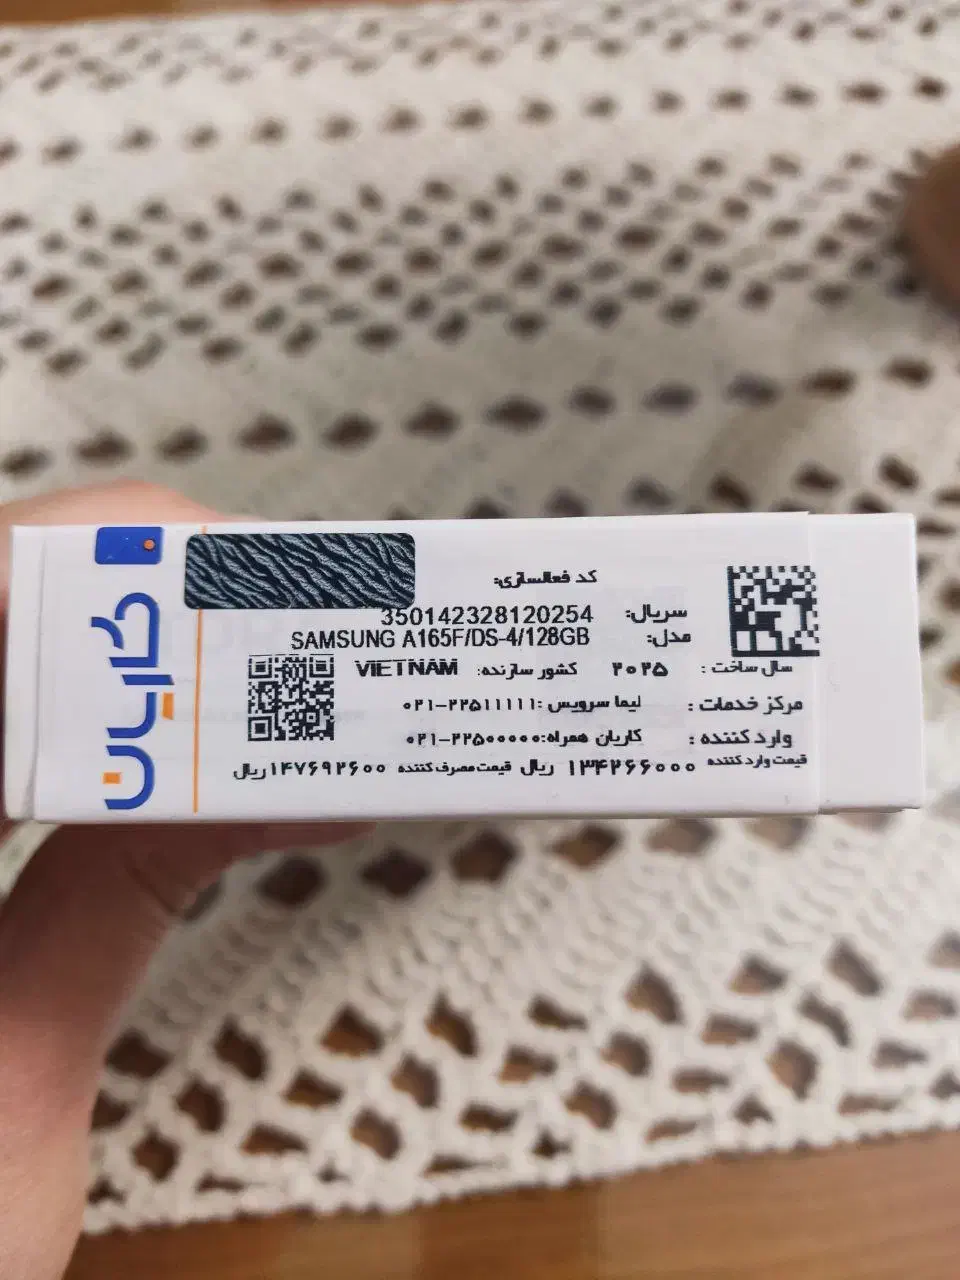 کاریان
کد فعالسازی:
سریال: 350142328120254
مدل: SAMSUNG A165F/DS-4/128GB
سال ساخت : ۲۰۲۵ کشور سازنده: VIETNAM
مرکز خدمات : لیما سرویس :۰۲۱-۲۲۵۱۱۱۱۱
وارد کننده : کاریان همراه:۰۲۱-۲۲۵۰۰۰۰۰
قیمت وارد کننده ۱۳۴۲۶۶۰۰۰ ریال قیمت مصرف کننده ۱۴۷۶۹۲۶۰۰ ریال